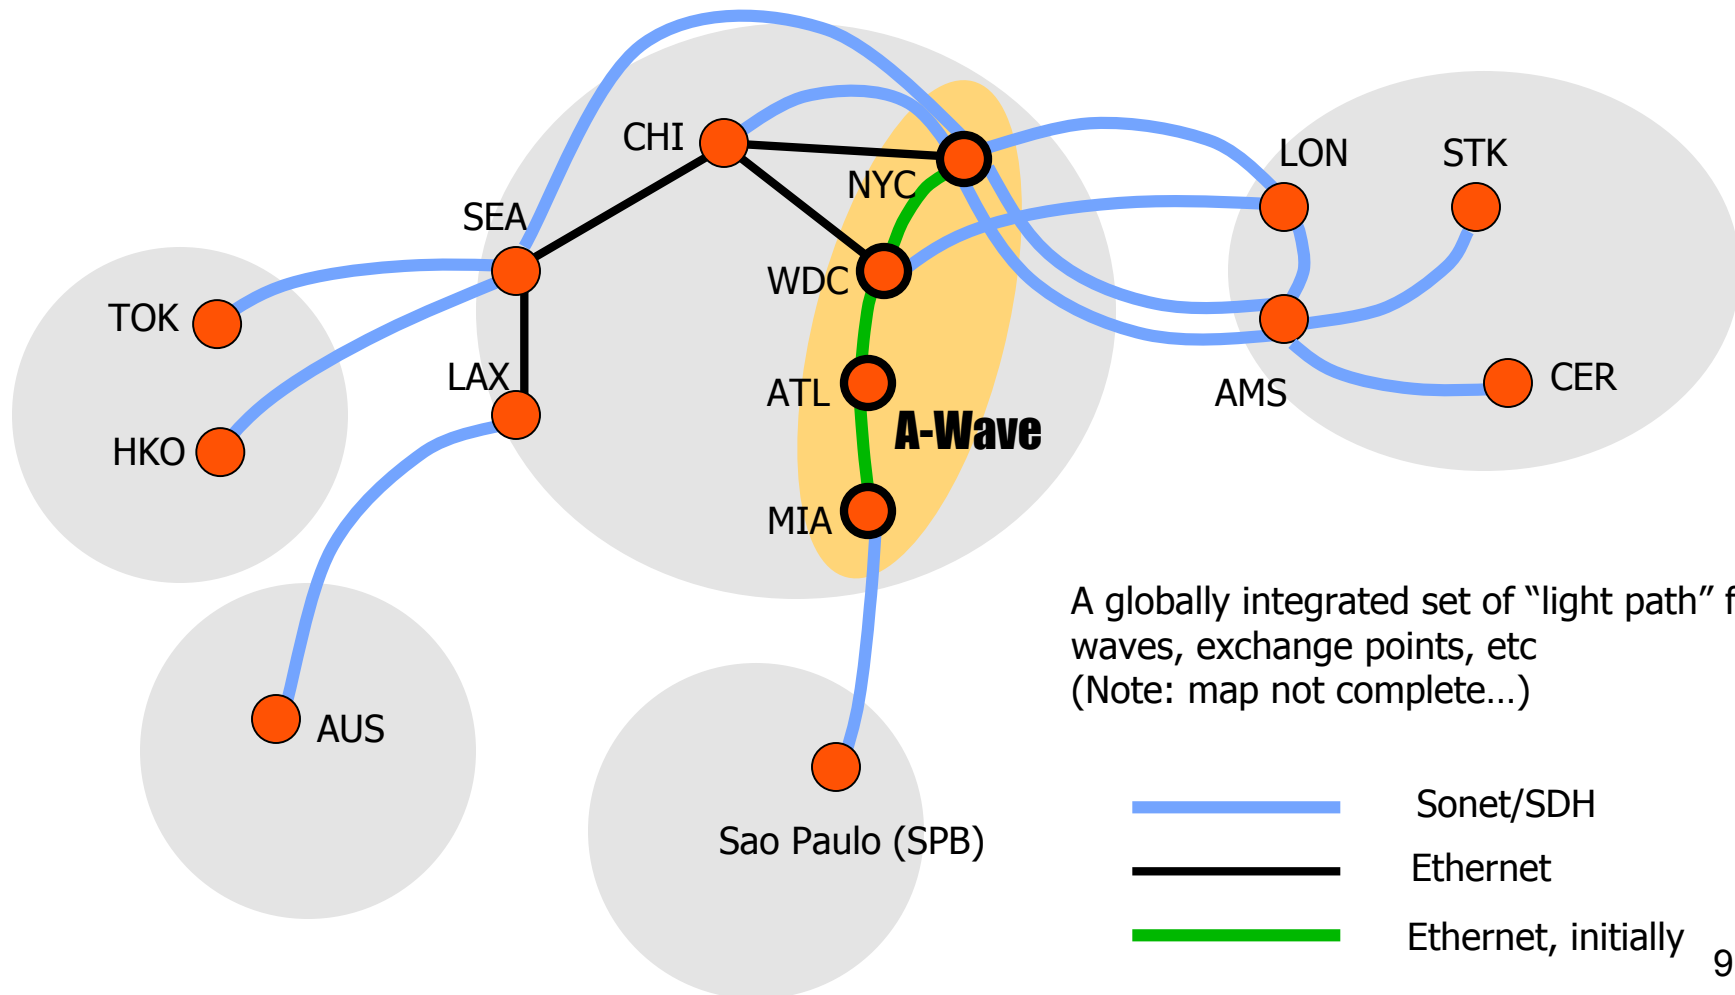 CHI
NYC
LON
STK
SEA
WDC
TOK
LAX
ATL
AMS
CER
A-Wave
HKO
MIA
A globally integrated set of “light path” f
waves, exchange points, etc
(Note: map not complete…)
AUS
Sao Paulo (SPB)
Sonet/SDH
Ethernet
Ethernet, initially
9